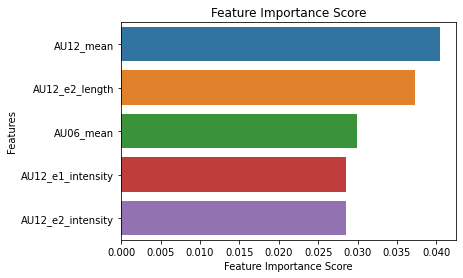 Feature Importance Score
Features
AU12_mean
AU12_e2_length
AU06_mean
AU12_e1_intensity
AU12_e2_intensity
0.000 0.005 0.010 0.015 0.020 0.025 0.030 0.035 0.040
Feature Importance Score